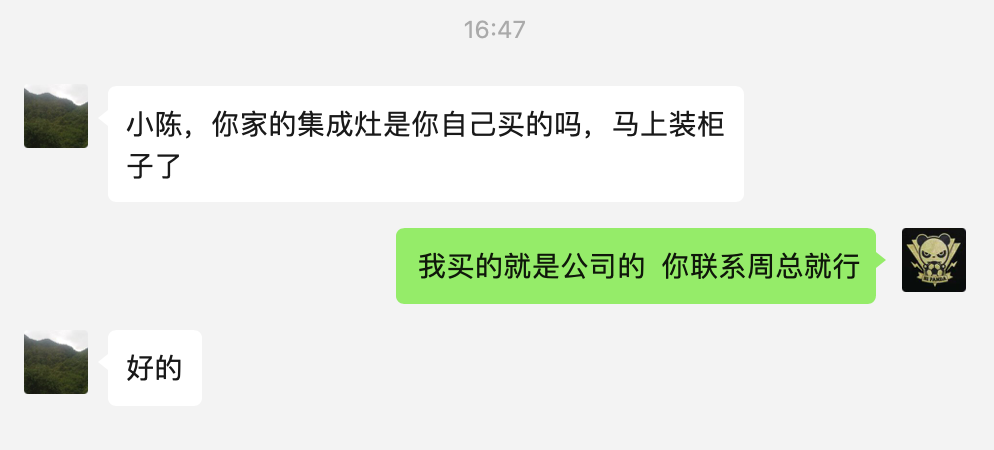 16:47
小陈，你家的集成灶是你自己买的吗，马上装柜
子了
我买的就是公司的  你联系周总就行
好的